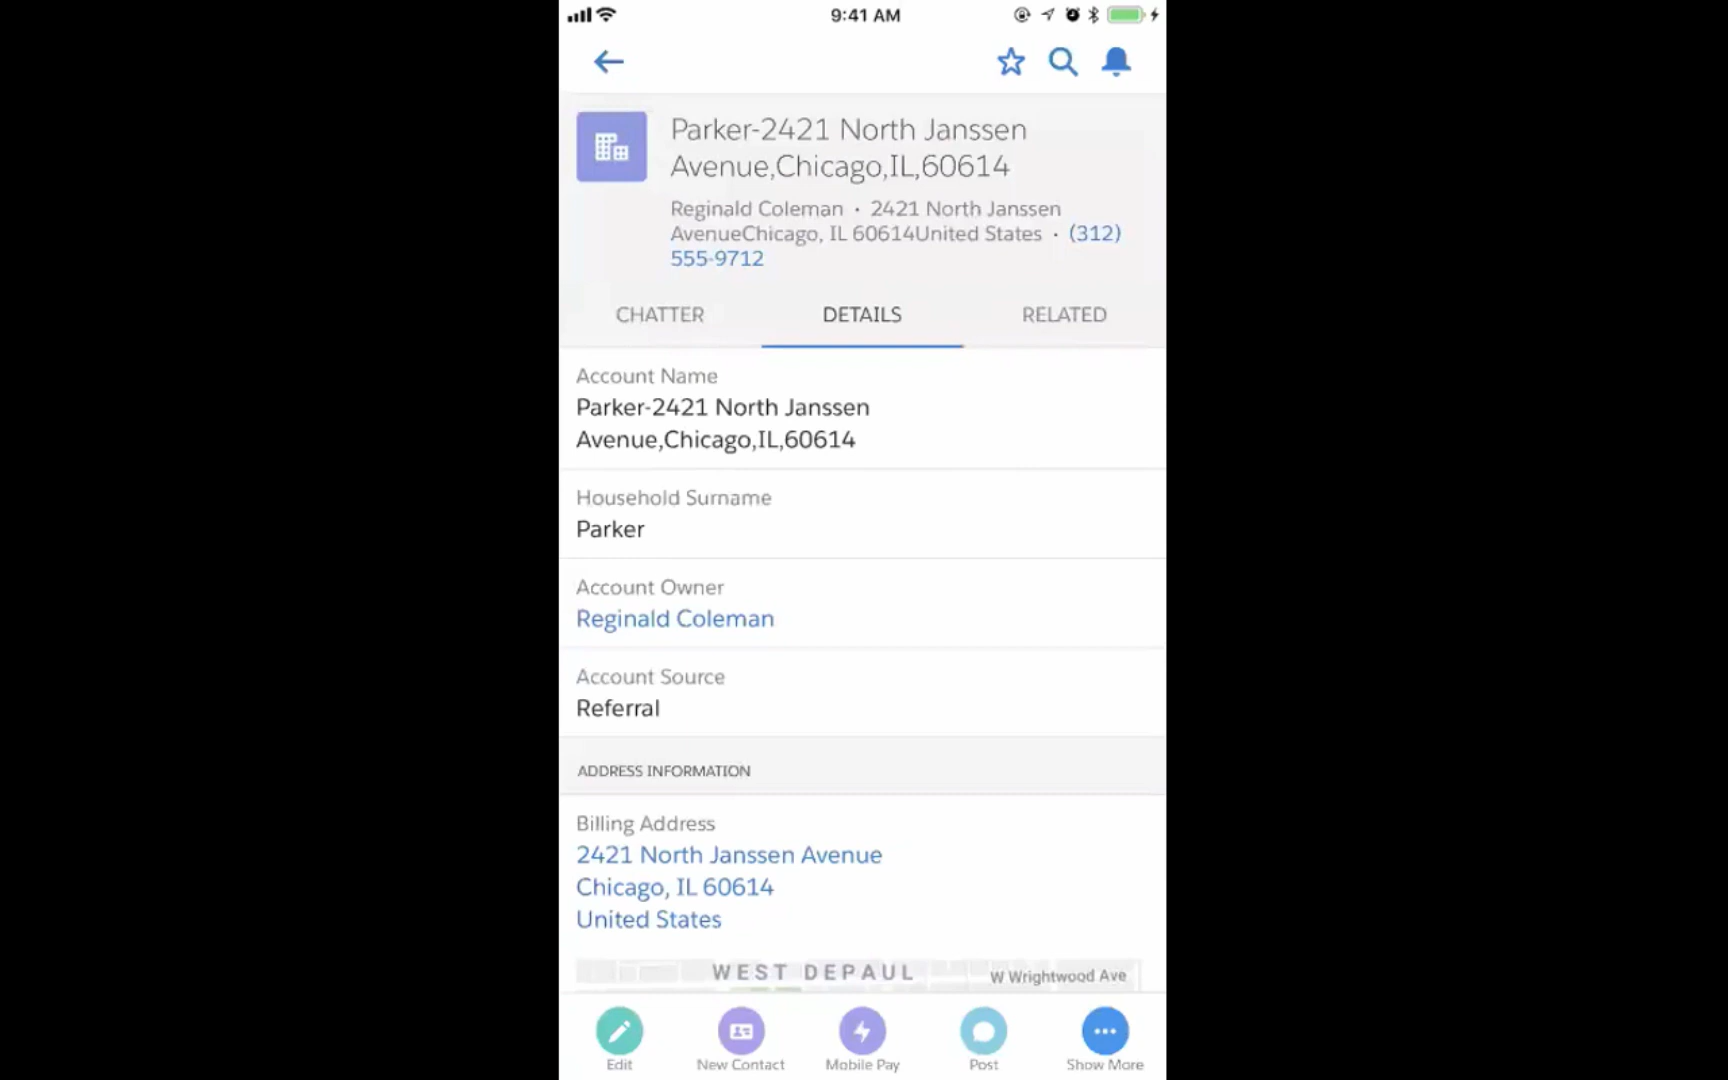 9:41 AM
Parker-2421 North Janssen
Avenue,Chicago,IL,60614
Reginald Coleman • 2421 North Janssen
AvenueChicago, IL 60614United States • (312)
555-9712
CHATTER DETAILS RELATED
Account Name
Parker-2421 North Janssen
Avenue,Chicago,IL,60614
Household Surname
Parker
Account Owner
Reginald Coleman
Account Source
Referral
ADDRESS INFORMATION
Billing Address
2421 North Janssen Avenue
Chicago, IL 60614
United States
WEST DEPAUL W Wrightwood Ave
Edit New Contact Mobile Pay Post Show More